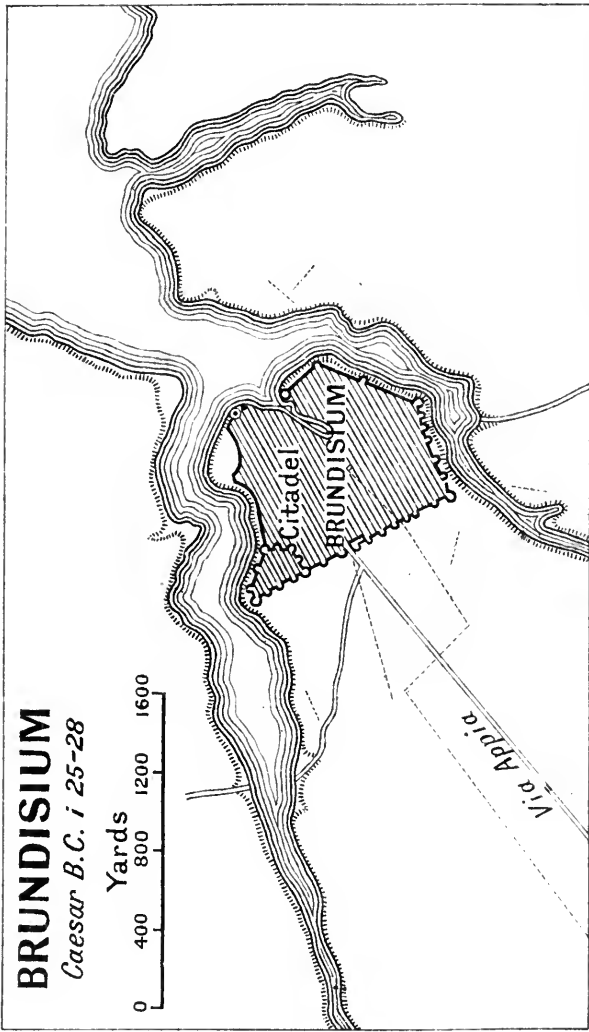 BRUNDISIUM
Caesar B.C. i 25-28
Yards
0 400 800 1200 1600
Citadel
BRUNDISIUM
Via Appia